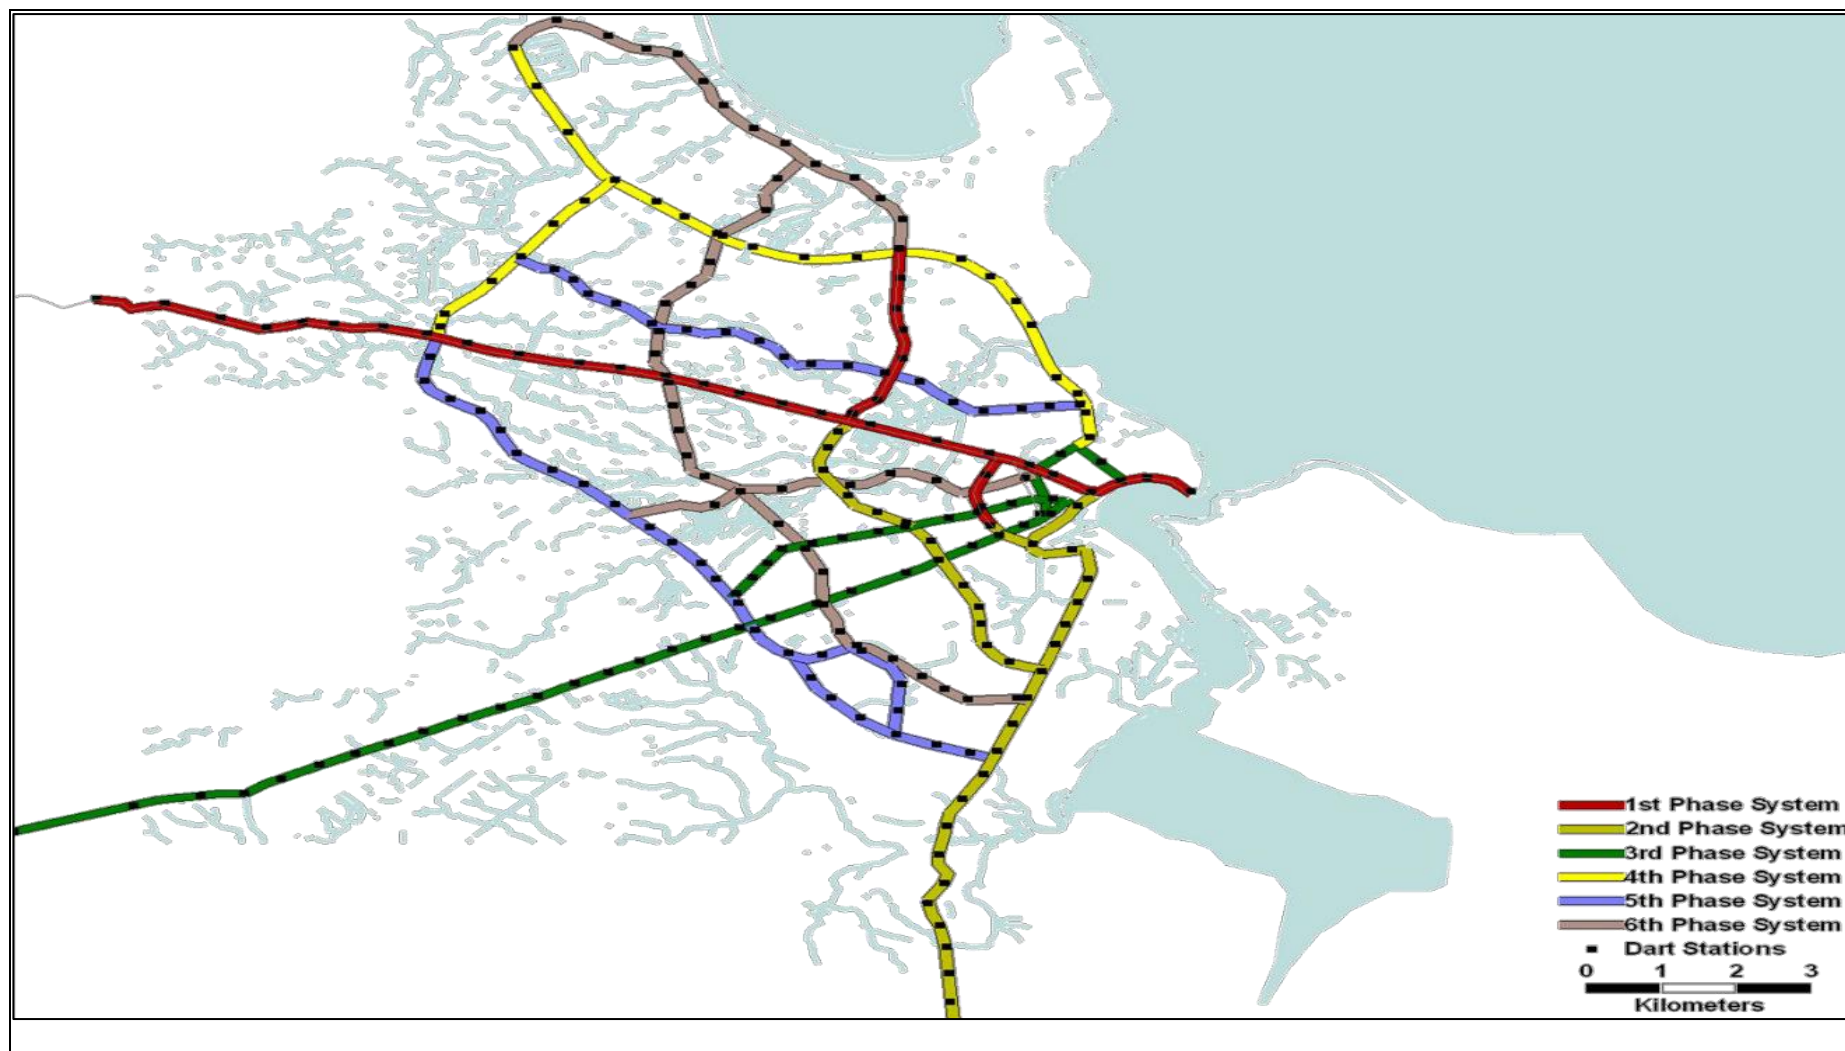 1st Phase System
2nd Phase System
3rd Phase System
4th Phase System
5th Phase System
6th Phase System
Dart Stations
0 1 2 3
Kilometers